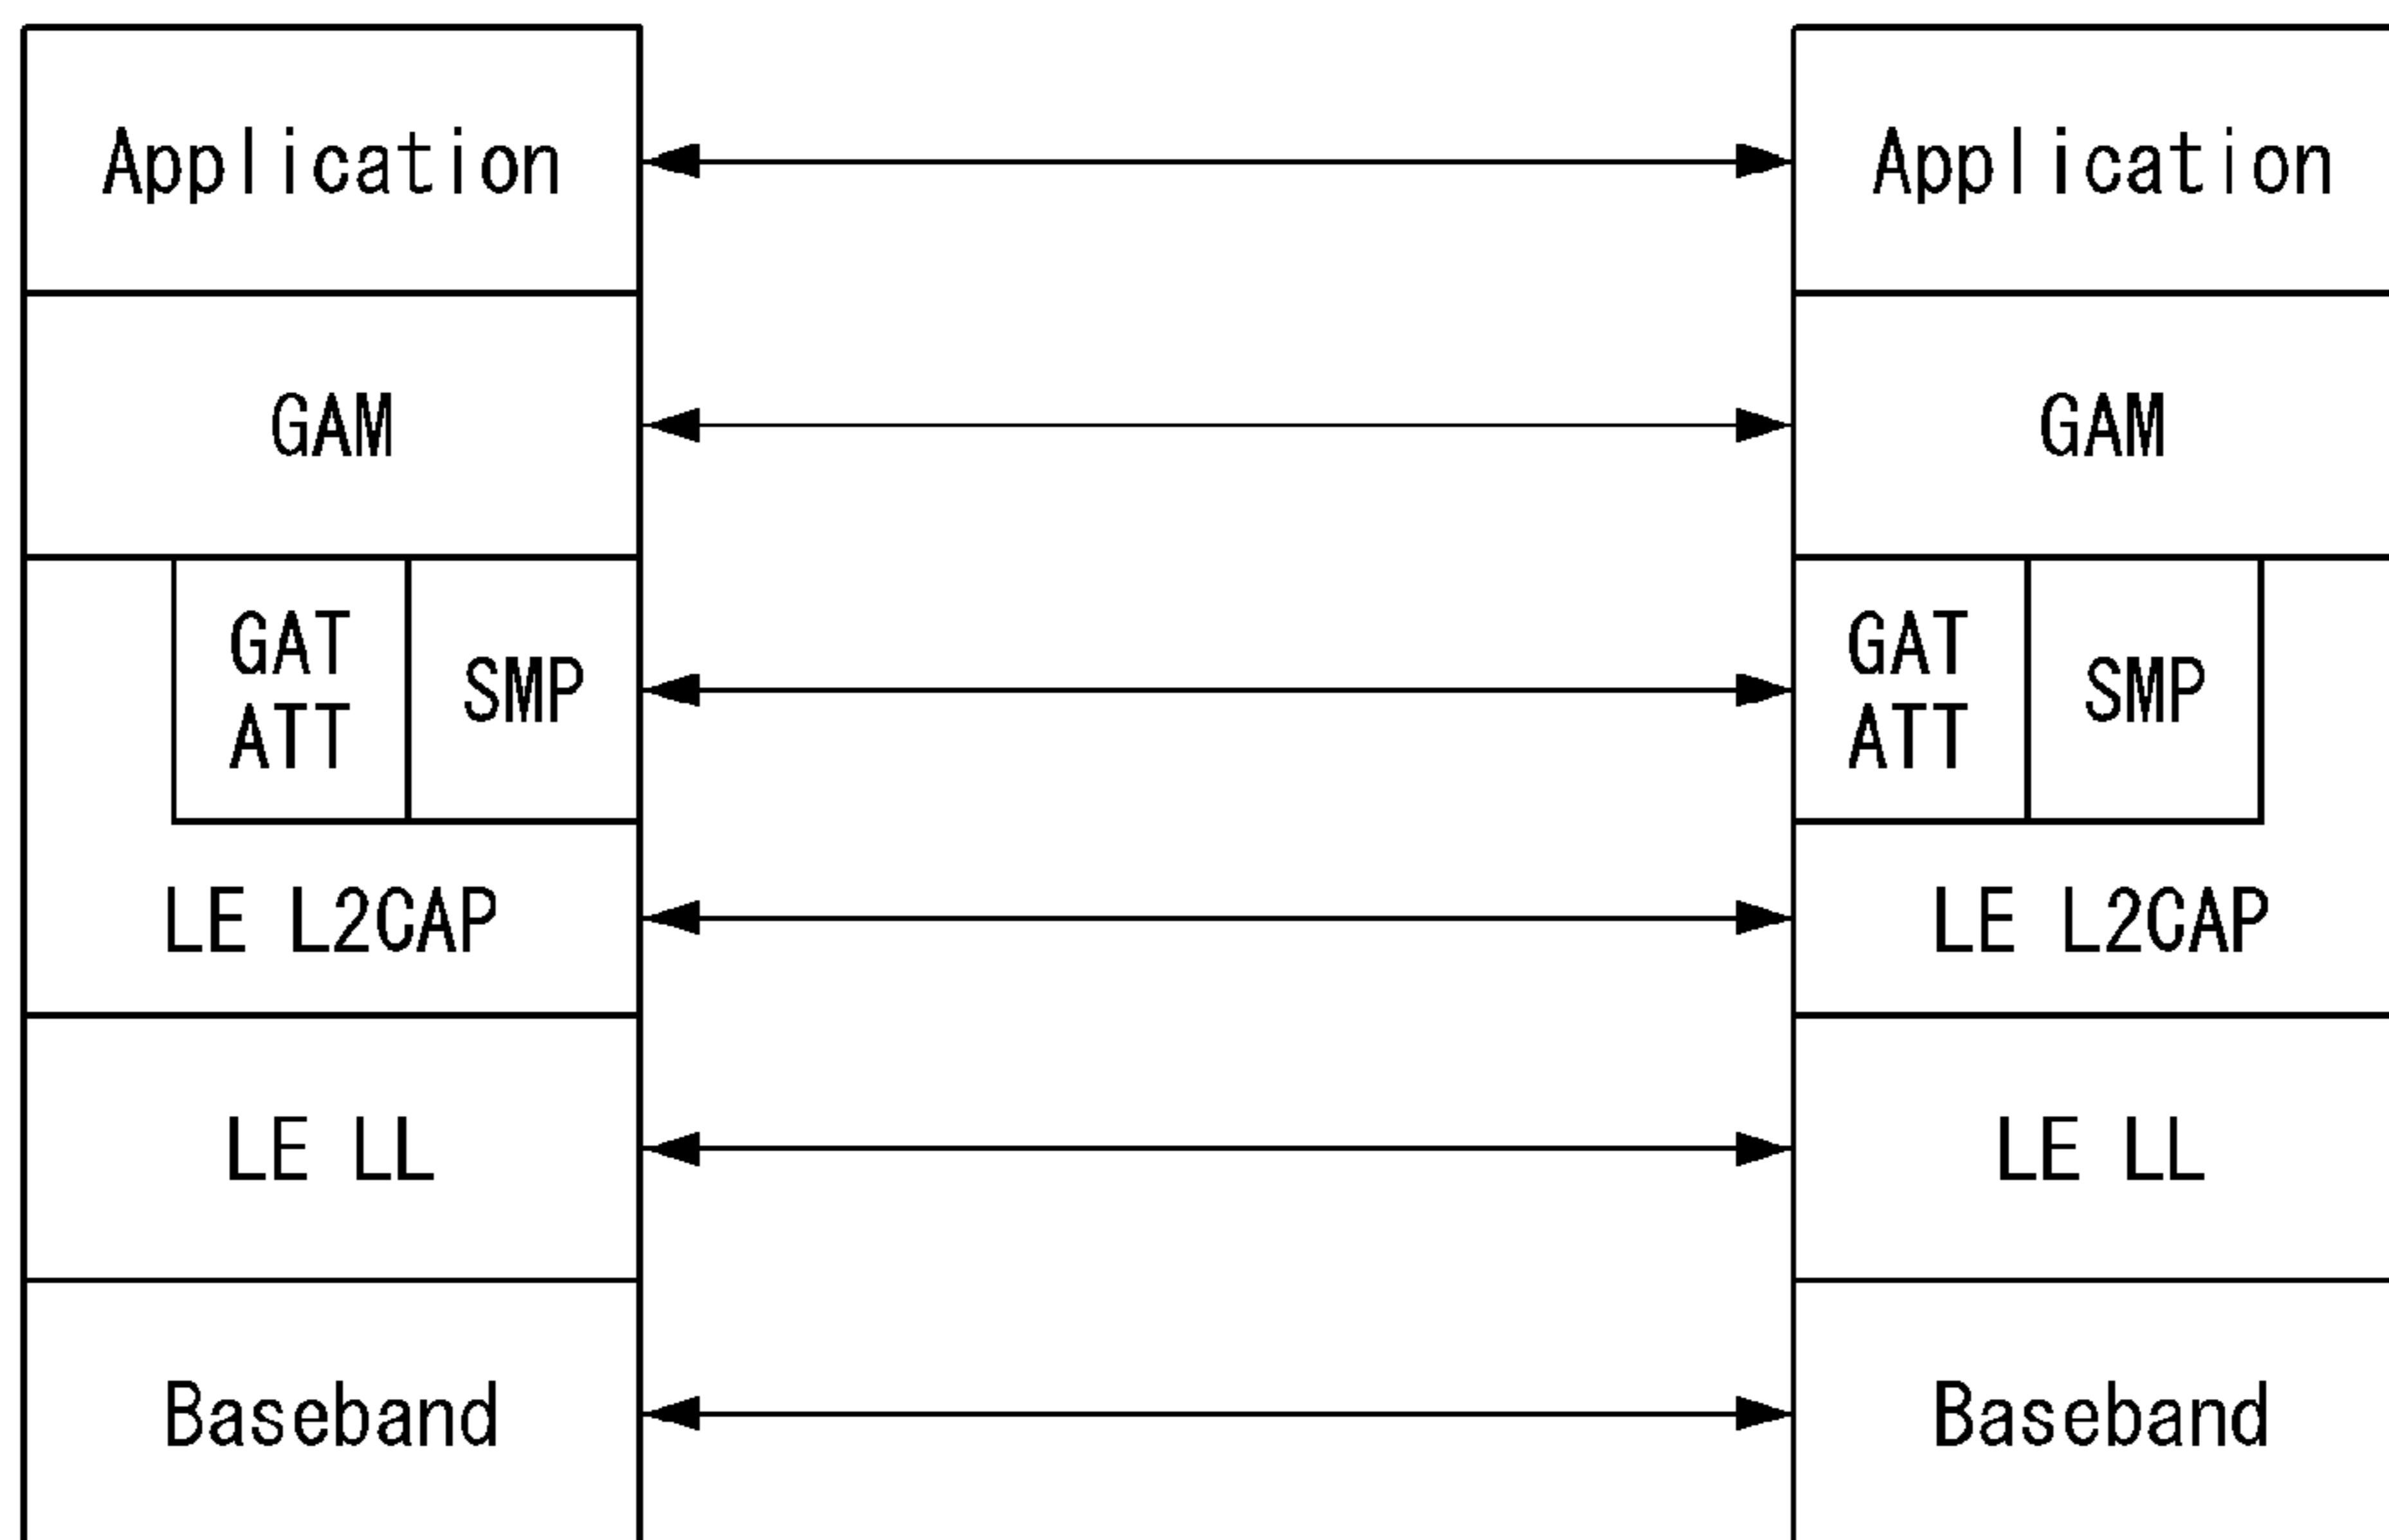 Application
Application
GAM
GAM
GAT
ATT
SMP
GAT
ATT
SMP
LE L2CAP
LE L2CAP
LE LL
LE LL
Baseband
Baseband